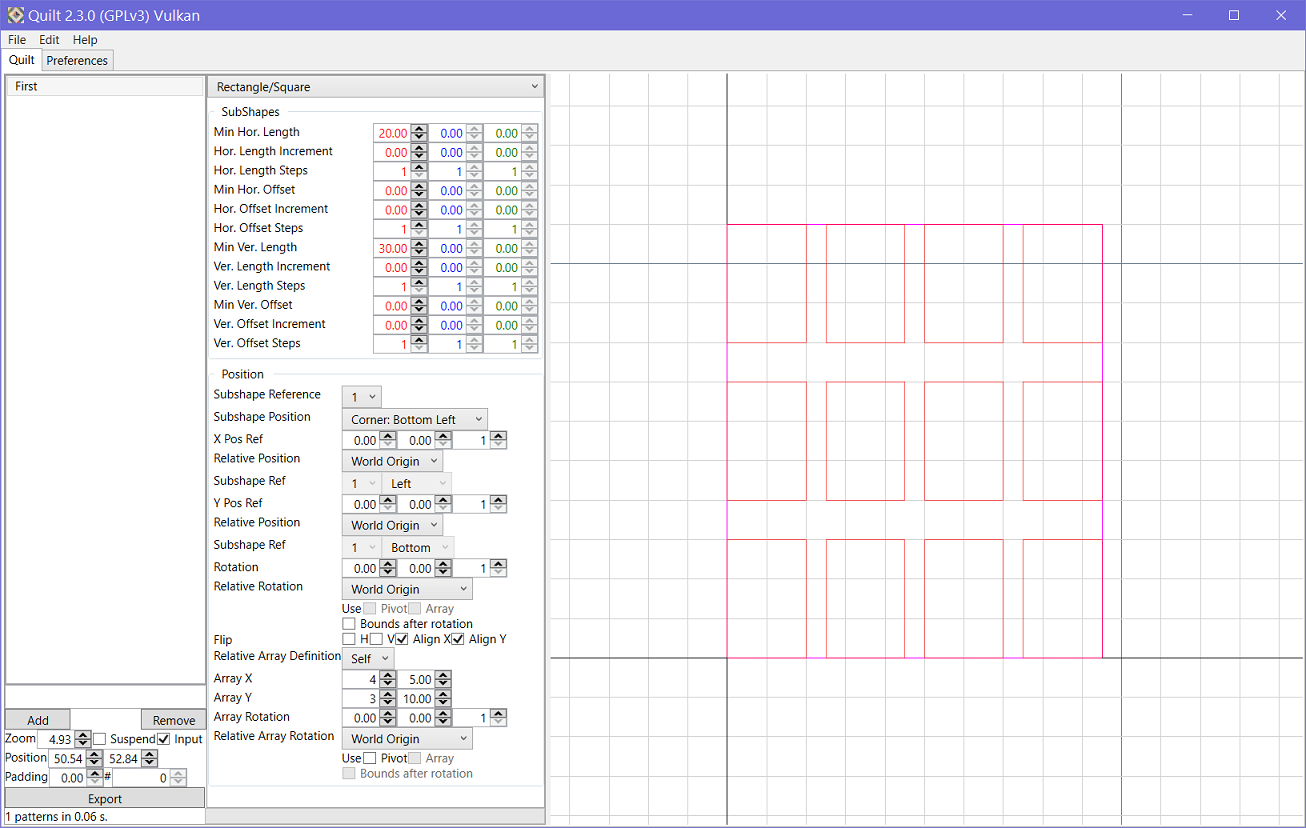 Quilt 2.3.0 (GPLv3) Vulkan
File Edit Help
Quilt Preferences
First
Rectangle/Square
SubShapes
Min Hor. Length 20.00 0.00 0.00
Hor. Length Increment 0.00 0.00 0.00
Hor. Length Steps 1 1 1
Min Hor. Offset 0.00 0.00 0.00
Hor. Offset Increment 0.00 0.00 0.00
Hor. Offset Steps 1 1 1
Min Ver. Length 30.00 0.00 0.00
Ver. Length Increment 0.00 0.00 0.00
Ver. Length Steps 1 1 1
Min Ver. Offset 0.00 0.00 0.00
Ver. Offset Increment 0.00 0.00 0.00
Ver. Offset Steps 1 1 1
Position
Subshape Reference 1
Subshape Position Corner: Bottom Left
X Pos Ref 0.00 0.00 1
Relative Position World Origin
Subshape Ref 1 Left
Y Pos Ref 0.00 0.00 1
Relative Position World Origin
Subshape Ref 1 Bottom
Rotation 0.00 0.00 1
Relative Rotation World Origin
Use Pivot Array
Bounds after rotation
Flip H V Align X Align Y
Relative Array Definition Self
Array X 4 5.00
Array Y 3 10.00
Array Rotation 0.00 0.00 1
Relative Array Rotation World Origin
Use Pivot Array
Bounds after rotation
Add Remove
Zoom 4.93 Suspend Input
Position 50.54 52.84
Padding 0.00 # 0
Export
1 patterns in 0.06 s.